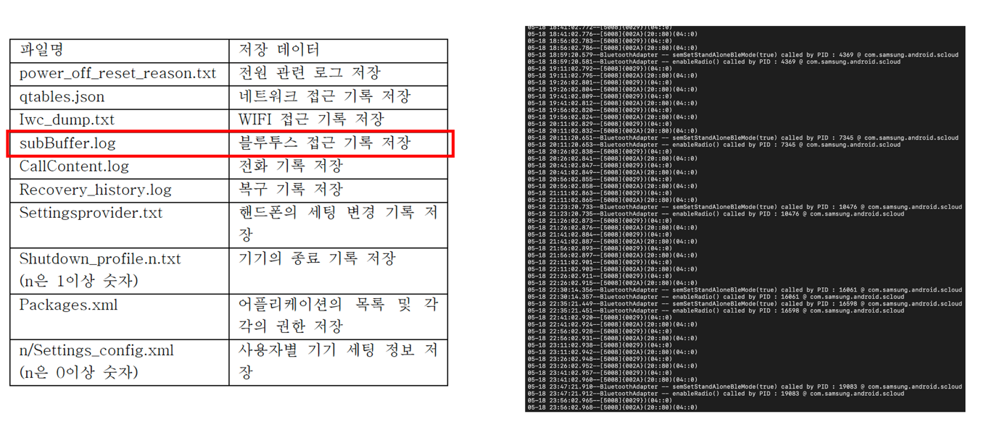 파일명 저장 데이터
power_off_reset_reason.txt 전원 관련 로그 저장
qtables.json 네트워크 접근 기록 저장
Iwc_dump.txt WIFI 접근 기록 저장
subBuffer.log 블루투스 접근 기록 저장
CallContent.log 전화 기록 저장
Recovery_history.log 복구 기록 저장
Settingsprovider.txt 핸드폰의 세팅 변경 기록 저
장
Shutdown_profile.n.txt 기기의 종료 기록 저장
(n은 1이상 숫자)
Packages.xml 어플리케이션의 목록 및 각
각의 권한 저장
n/Settings_config.xml 사용자별 기기 세팅 정보 저
(n은 0이상 숫자) 장
05-18 18:41:02.772--[5008]{0029})(04::0)
05-18 18:41:02.776--[5008]{002A}(20::80)(04::0)
05-18 18:56:02.783--[5008]{0029})(04::0)
05-18 18:56:02.786--[5008]{002A}(20::80)(04::0)
05-18 18:59:20.579--BluetoothAdapter -- semSetStandAloneBleMode(true) called by PID : 4369 @ com.samsung.android.scloud
05-18 18:59:20.581--BluetoothAdapter -- enableRadio() called by PID : 4369 @ com.samsung.android.scloud
05-18 19:11:02.792--[5008]{0029})(04::0)
05-18 19:11:02.795--[5008]{002A}(20::80)(04::0)
05-18 19:26:02.801--[5008]{0029})(04::0)
05-18 19:26:02.804--[5008]{002A}(20::80)(04::0)
05-18 19:41:02.809--[5008]{0029})(04::0)
05-18 19:41:02.812--[5008]{002A}(20::80)(04::0)
05-18 19:56:02.820--[5008]{0029})(04::0)
05-18 19:56:02.824--[5008]{002A}(20::80)(04::0)
05-18 20:11:02.829--[5008]{0029})(04::0)
05-18 20:11:02.832--[5008]{002A}(20::80)(04::0)
05-18 20:11:20.651--BluetoothAdapter -- semSetStandAloneBleMode(true) called by PID : 7345 @ com.samsung.android.scloud
05-18 20:11:20.653--BluetoothAdapter -- enableRadio() called by PID : 7345 @ com.samsung.android.scloud
05-18 20:26:02.838--[5008]{0029})(04::0)
05-18 20:26:02.841--[5008]{002A}(20::80)(04::0)
05-18 20:41:02.847--[5008]{0029})(04::0)
05-18 20:41:02.849--[5008]{002A}(20::80)(04::0)
05-18 20:56:02.855--[5008]{0029})(04::0)
05-18 20:56:02.858--[5008]{002A}(20::80)(04::0)
05-18 21:11:02.863--[5008]{0029})(04::0)
05-18 21:11:02.865--[5008]{002A}(20::80)(04::0)
05-18 21:23:20.733--BluetoothAdapter -- semSetStandAloneBleMode(true) called by PID : 10476 @ com.samsung.android.scloud
05-18 21:23:20.735--BluetoothAdapter -- enableRadio() called by PID : 10476 @ com.samsung.android.scloud
05-18 21:26:02.873--[5008]{0029})(04::0)
05-18 21:26:02.876--[5008]{002A}(20::80)(04::0)
05-18 21:41:02.884--[5008]{0029})(04::0)
05-18 21:41:02.887--[5008]{002A}(20::80)(04::0)
05-18 21:56:02.893--[5008]{0029})(04::0)
05-18 21:56:02.897--[5008]{002A}(20::80)(04::0)
05-18 22:11:02.901--[5008]{0029})(04::0)
05-18 22:11:02.903--[5008]{002A}(20::80)(04::0)
05-18 22:26:02.911--[5008]{0029})(04::0)
05-18 22:26:02.915--[5008]{002A}(20::80)(04::0)
05-18 22:30:14.356--BluetoothAdapter -- semSetStandAloneBleMode(true) called by PID : 16061 @ com.samsung.android.scloud
05-18 22:30:14.357--BluetoothAdapter -- enableRadio() called by PID : 16061 @ com.samsung.android.scloud
05-18 22:35:21.449--BluetoothAdapter -- semSetStandAloneBleMode(true) called by PID : 16598 @ com.samsung.android.scloud
05-18 22:35:21.451--BluetoothAdapter -- enableRadio() called by PID : 16598 @ com.samsung.android.scloud
05-18 22:41:02.920--[5008]{0029})(04::0)
05-18 22:41:02.924--[5008]{002A}(20::80)(04::0)
05-18 22:56:02.928--[5008]{0029})(04::0)
05-18 22:56:02.931--[5008]{002A}(20::80)(04::0)
05-18 23:11:02.938--[5008]{0029})(04::0)
05-18 23:11:02.942--[5008]{002A}(20::80)(04::0)
05-18 23:26:02.948--[5008]{0029})(04::0)
05-18 23:26:02.952--[5008]{002A}(20::80)(04::0)
05-18 23:41:02.957--[5008]{0029})(04::0)
05-18 23:41:02.960--[5008]{002A}(20::80)(04::0)
05-18 23:47:21.910--BluetoothAdapter -- semSetStandAloneBleMode(true) called by PID : 19083 @ com.samsung.android.scloud
05-18 23:47:21.912--BluetoothAdapter -- enableRadio() called by PID : 19083 @ com.samsung.android.scloud
05-18 23:56:02.965--[5008]{0029})(04::0)
05-18 23:56:02.968--[5008]{002A}(20::80)(04::0)